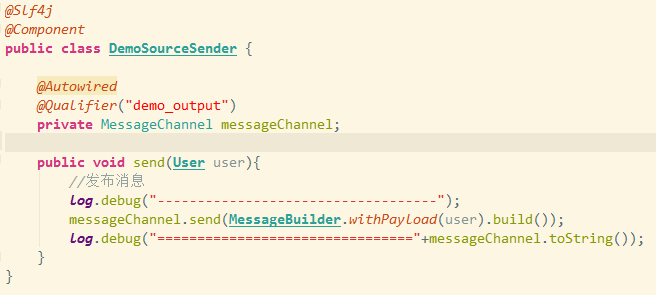 @Slf4j
@Component
public class DemoSourceSender {
@Autowired
@Qualifier("demo_output")
private MessageChannel messageChannel;
public void send(User user){
//发布消息
log.debug("-----------------------------------");
messageChannel.send(MessageBuilder.withPayload(user).build());
log.debug("================================"+messageChannel.toString());
}
}